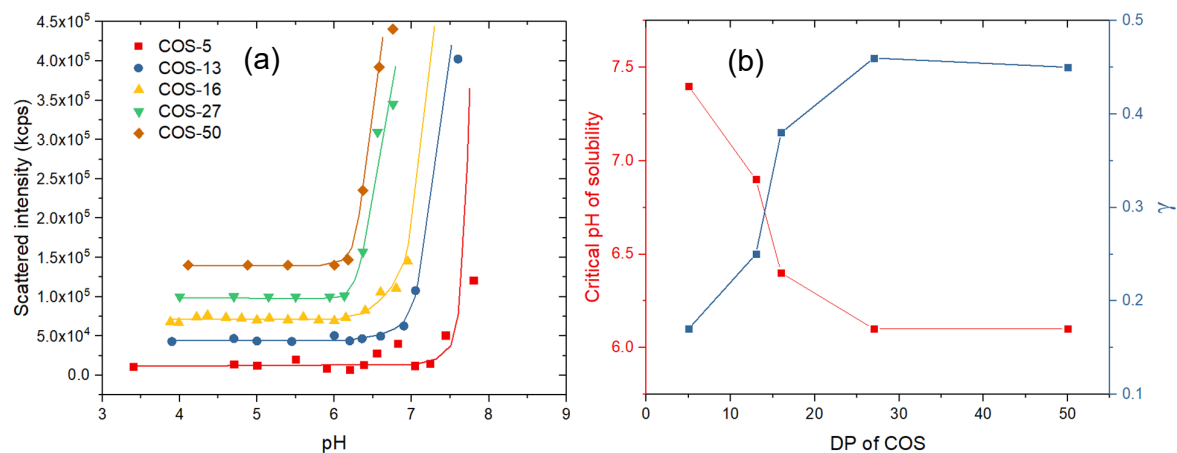 (a)
COS-5
COS-13
COS-16
COS-27
COS-50
Scattered intensity (kcps)
4.5x10⁵
4.0x10⁵
3.5x10⁵
3.0x10⁵
2.5x10⁵
2.0x10⁵
1.5x10⁵
1.0x10⁵
5.0x10⁴
0.0
3 4 5 6 7 8 9
pH
(b)
Critical pH of solubility
7.5
7.0
6.5
6.0
0 10 20 30 40 50 60
DP of COS
0.5
0.4
0.3
0.2
0.1
γ